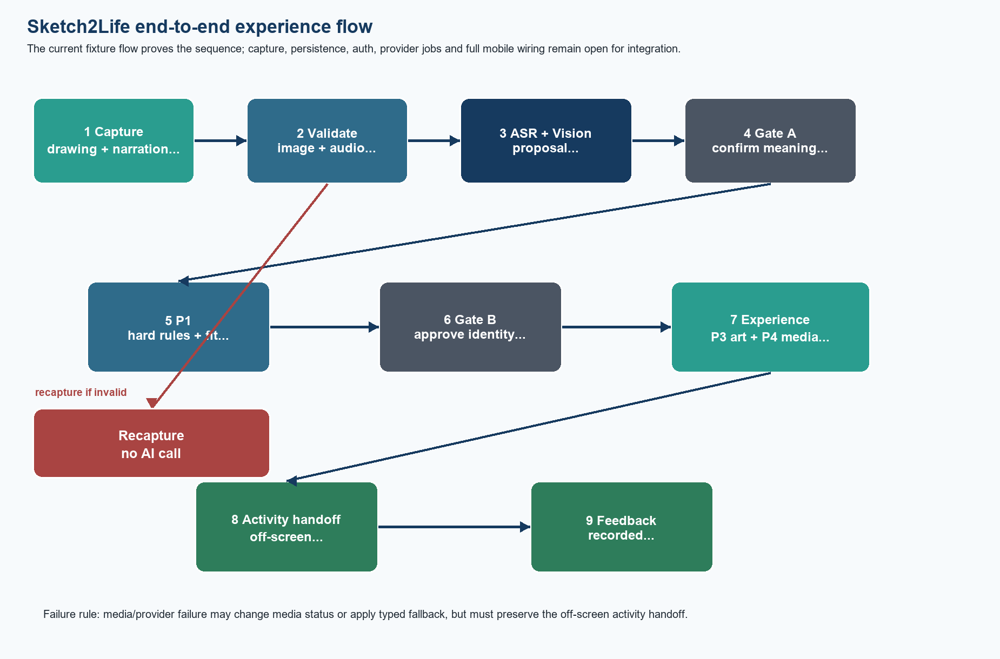 Sketch2Life end-to-end experience flow
The current fixture flow proves the sequence; capture, persistence, auth, provider jobs and full mobile wiring remain open for integration.
1 Capture
drawing + narration...
2 Validate
image + audio...
3 ASR + Vision
proposal...
4 Gate A
confirm meaning...
5 P1
hard rules + fit...
6 Gate B
approve identity...
7 Experience
P3 art + P4 media...
recapture if invalid
Recapture
no AI call
8 Activity handoff
off-screen...
9 Feedback
recorded...
Failure rule: media/provider failure may change media status or apply typed fallback, but must preserve the off-screen activity handoff.